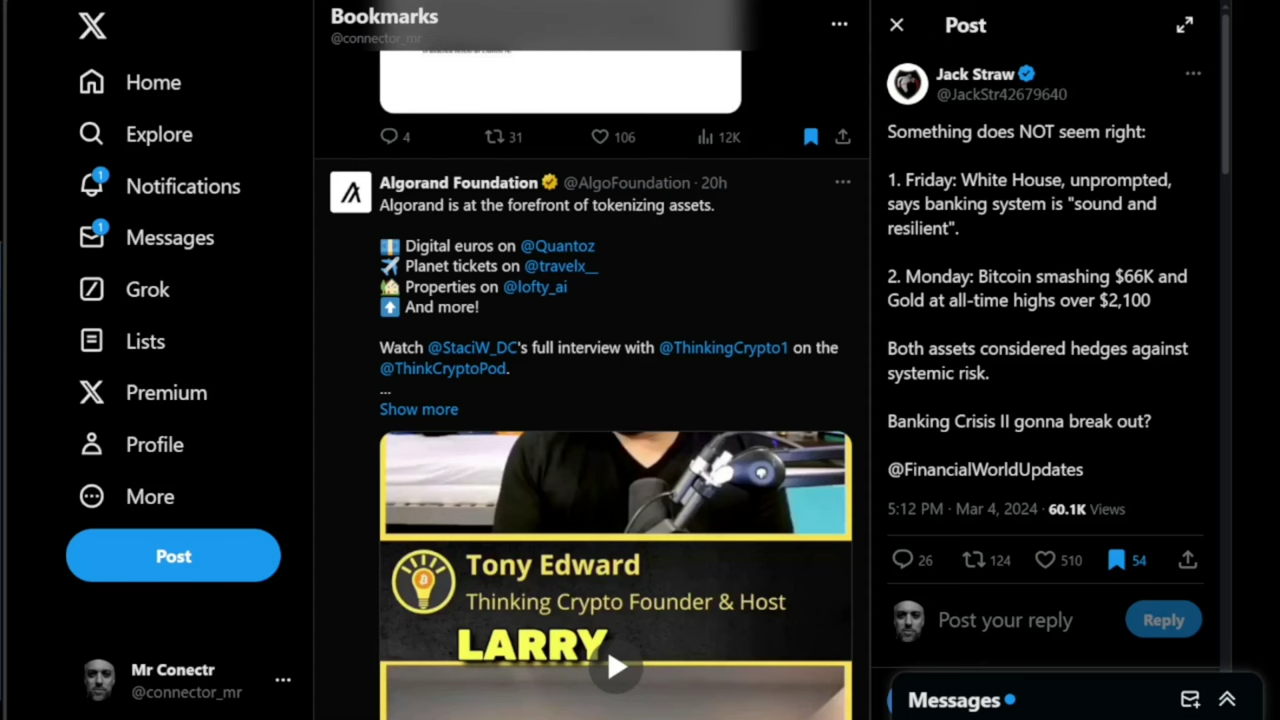 Home
Explore
1
Notifications
1
Messages
Grok
Lists
Premium
Profile
More
Post
Mr Conectr
@connector_mr
Bookmarks
@connector_mr
4
31
106
12K
Algorand Foundation @AlgoFoundation · 20h
Algorand is at the forefront of tokenizing assets.
Digital euros on @Quantoz
Planet tickets on @travelx__
Properties on @lofty_ai
And more!
Watch @StaciW_DC's full interview with @ThinkingCrypto1 on the
@ThinkCryptoPod.
...
Show more
Tony Edward
Thinking Crypto Founder & Host
LARRY
Post
Jack Straw
@JackStr42679640
Something does NOT seem right:
1. Friday: White House, unprompted,
says banking system is "sound and
resilient".
2. Monday: Bitcoin smashing $66K and
Gold at all-time highs over $2,100
Both assets considered hedges against
systemic risk.
Banking Crisis II gonna break out?
@FinancialWorldUpdates
5:12 PM · Mar 4, 2024 · 60.1K Views
26
124
510
54
Post your reply
Reply
Messages